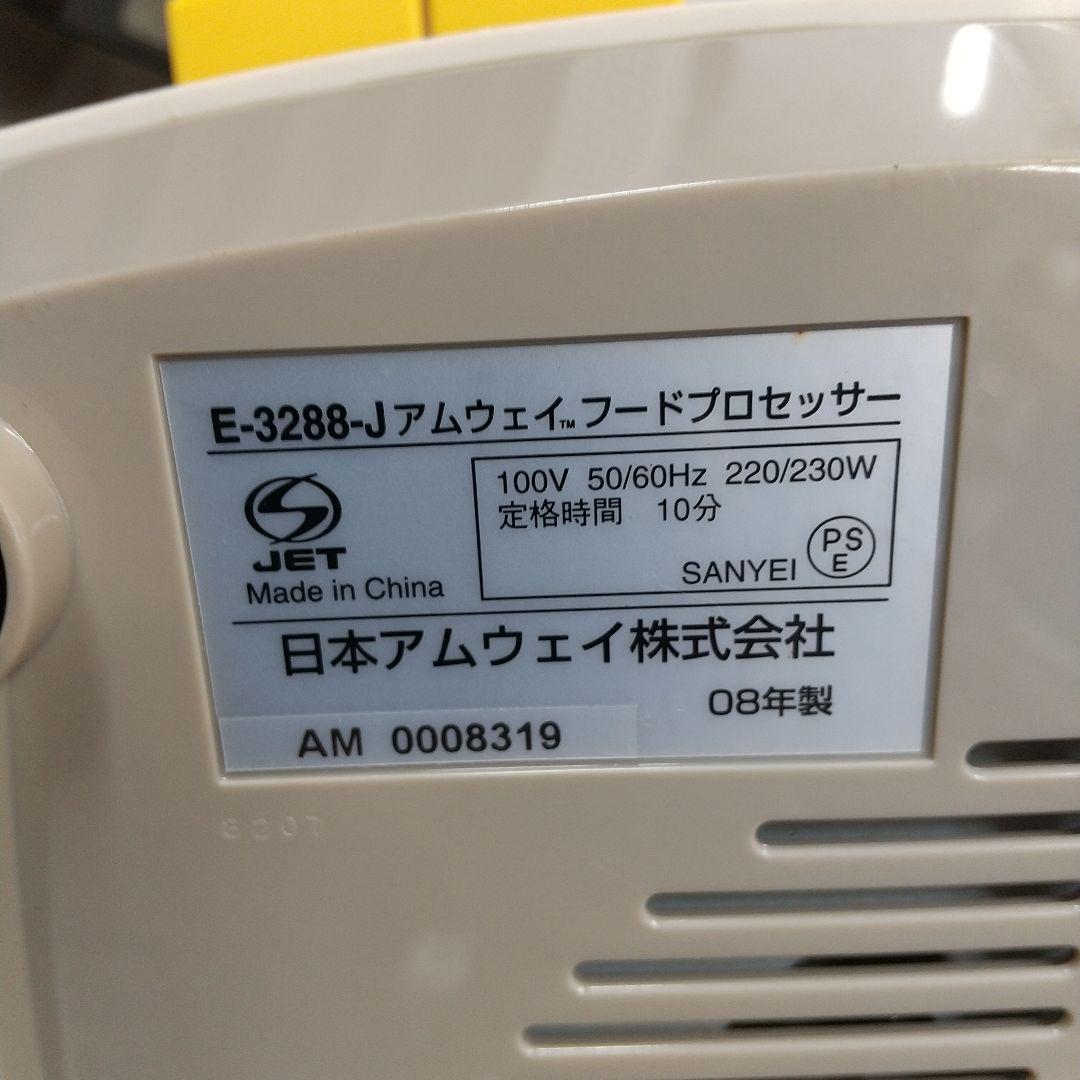 E-3288-J アムウェイ™フードプロセッサー
JET
Made in China
100V 50/60Hz 220/230W
定格時間 10分
SANYEI
PSE
日本アムウェイ株式会社
08年製
AM 0008319